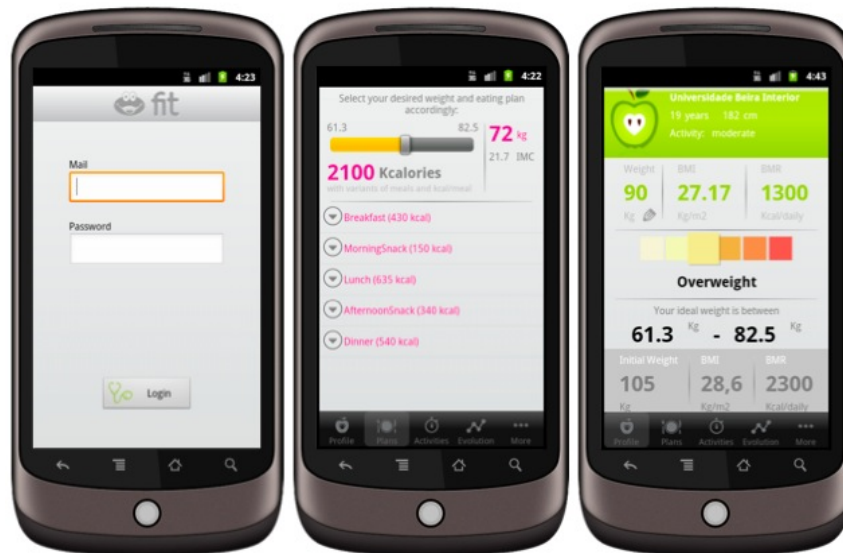 4:23
fit
Mail
Password
Login
4:22
Select your desired weight and eating plan
accordingly:
61.3 82.5 72 kg
21.7 IMC
2100 Kcalories
with variants of meals and kcal/meal
Breakfast (430 kcal)
MorningSnack (150 kcal)
Lunch (635 kcal)
AfternoonSnack (340 kcal)
Dinner (540 kcal)
Profile Plans Activities Evolution More
4:43
Universidade Beira Interior
19 years 182 cm
Activity: moderate
Weight BMI BMR
90 27.17 1300
Kg Kg/m2 Kcal/daily
Overweight
Your ideal weight is between
61.3 Kg - 82.5 Kg
Initial Weight BMI BMR
105 28,6 2300
Kg Kg/m2 Kcal/daily
Profile Plans Activities Evolution More